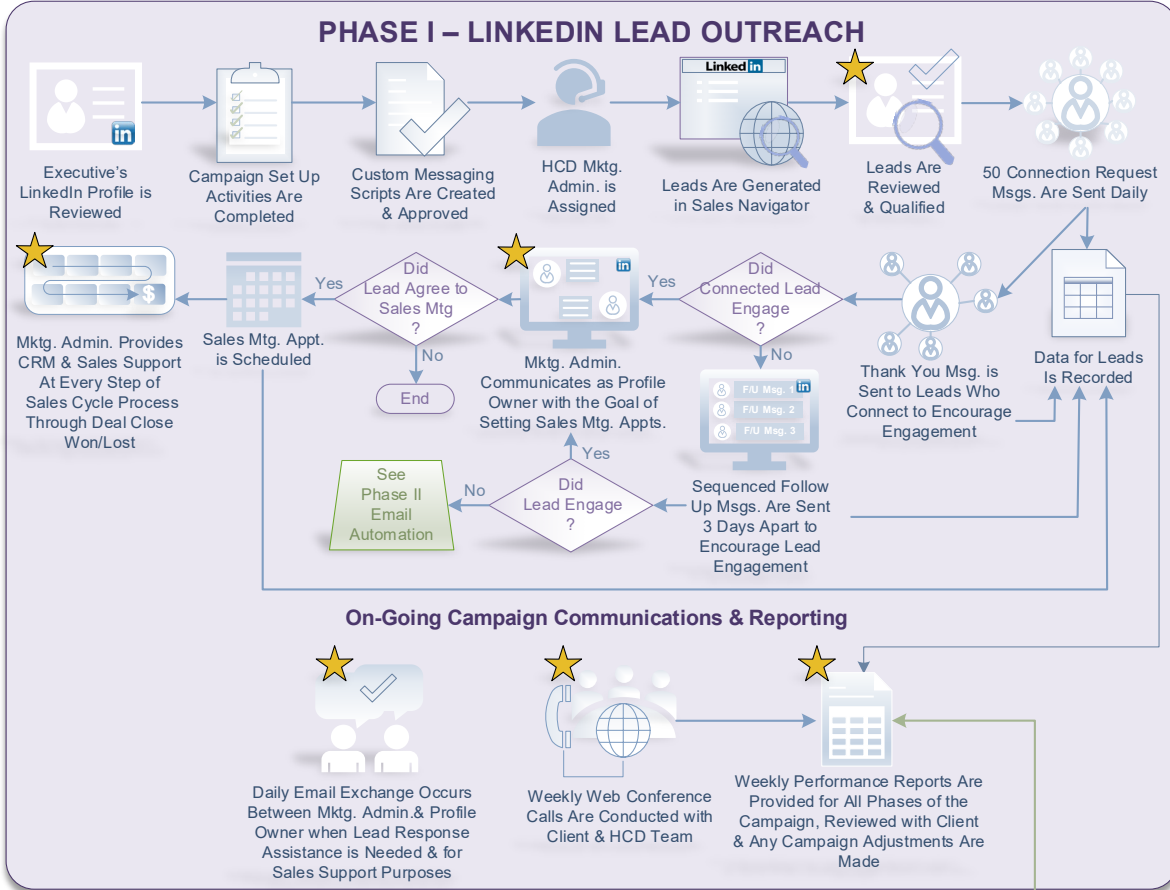 PHASE I – LINKEDIN LEAD OUTREACH
in
Executive's
LinkedIn Profile is
Reviewed
Campaign Set Up
Activities Are
Completed
Custom Messaging
Scripts Are Created
& Approved
HCD Mktg.
Admin. is
Assigned
Linked in
Leads Are Generated
in Sales Navigator
Leads Are
Reviewed
& Qualified
50 Connection Request
Msgs. Are Sent Daily
$
Mktg. Admin. Provides
CRM & Sales Support
At Every Step of
Sales Cycle Process
Through Deal Close
Won/Lost
Sales Mtg. Appt.
is Scheduled
Yes
Did
Lead Agree to
Sales Mtg
?
No
End
in
Mktg. Admin.
Communicates as Profile
Owner with the Goal of
Setting Sales Mtg. Appts.
Yes
Did
Connected Lead
Engage
?
No
Thank You Msg. is
Sent to Leads Who
Connect to Encourage
Engagement
Data for Leads
Is Recorded
in
F/U Msg. 1
F/U Msg. 2
F/U Msg. 3
Sequenced Follow
Up Msgs. Are Sent
3 Days Apart to
Encourage Lead
Engagement
Yes
Did
Lead Engage
?
No
See
Phase II
Email
Automation
On-Going Campaign Communications & Reporting
Daily Email Exchange Occurs
Between Mktg. Admin.& Profile
Owner when Lead Response
Assistance is Needed & for
Sales Support Purposes
Weekly Web Conference
Calls Are Conducted with
Client & HCD Team
Weekly Performance Reports Are
Provided for All Phases of the
Campaign, Reviewed with Client
& Any Campaign Adjustments Are
Made